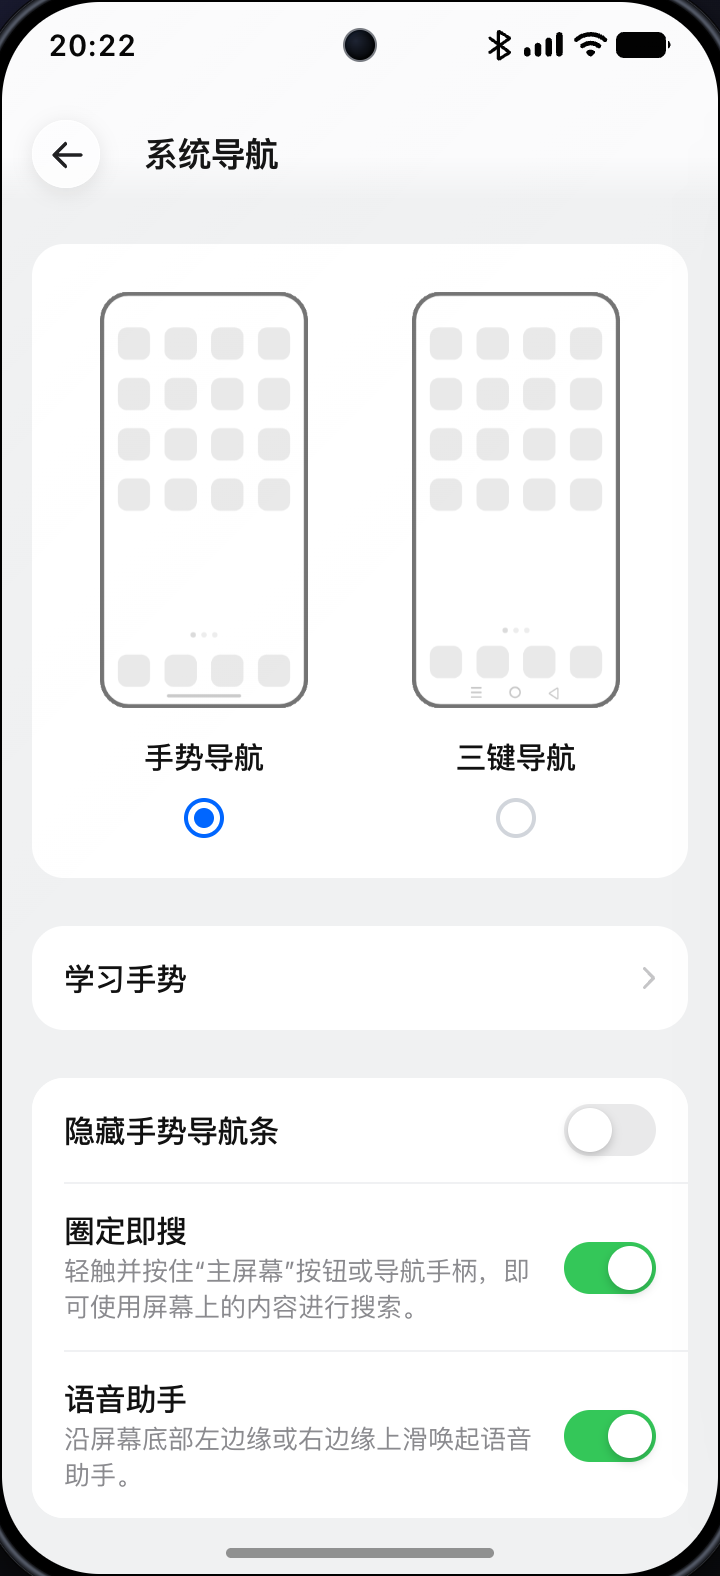 20:22
系统导航
手势导航
三键导航
学习手势
隐藏手势导航条
圈定即搜
轻触并按住“主屏幕”按钮或导航手柄，即
可使用屏幕上的内容进行搜索。
语音助手
沿屏幕底部左边缘或右边缘上滑唤起语音
助手。